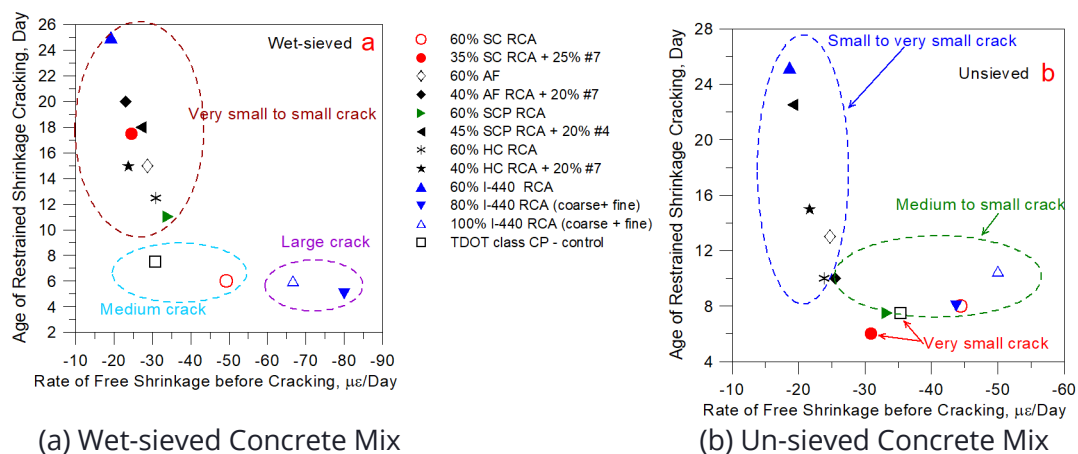 Age of Restrained Shrinkage Cracking, Day
26
24
22
20
18
16
14
12
10
8
6
4
2
Wet-sieved a
Very small to small crack
Large crack
Medium crack
-10 -20 -30 -40 -50 -60 -70 -80 -90
Rate of Free Shrinkage before Cracking, με/Day
(a) Wet-sieved Concrete Mix
60% SC RCA
35% SC RCA + 25% #7
60% AF
40% AF RCA + 20% #7
60% SCP RCA
45% SCP RCA + 20% #4
60% HC RCA
40% HC RCA + 20% #7
60% I-440 RCA
80% I-440 RCA (coarse+ fine)
100% I-440 RCA (coarse + fine)
TDOT class CP - control
Age of Restrained Shrinkage Cracking, Day
28
24
20
16
12
8
4
Small to very small crack
Unsieved b
Medium to small crack
Very small crack
-10 -20 -30 -40 -50 -60
Rate of Free Shrinkage before Cracking, με/Day
(b) Un-sieved Concrete Mix